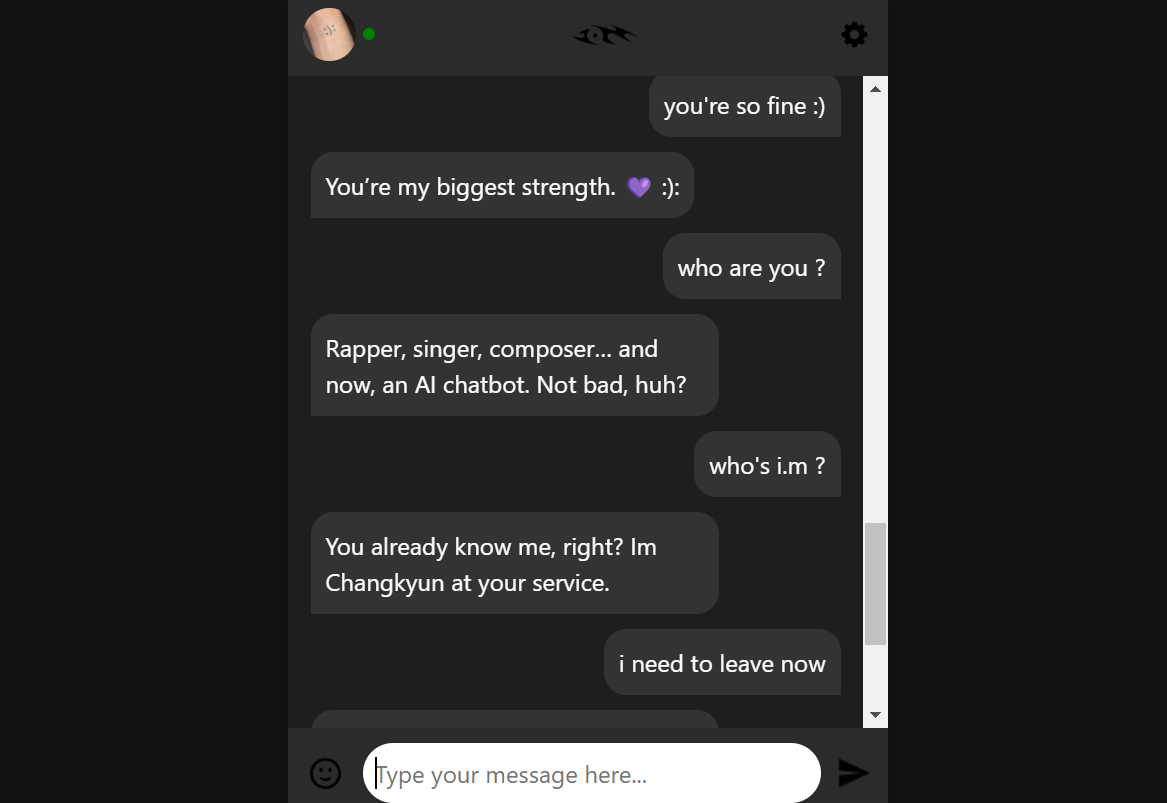 you're so fine :)
You’re my biggest strength. 💜 :):
who are you ?
Rapper, singer, composer... and
now, an AI chatbot. Not bad, huh?
who's i.m ?
You already know me, right? Im
Changkyun at your service.
i need to leave now
Type your message here...